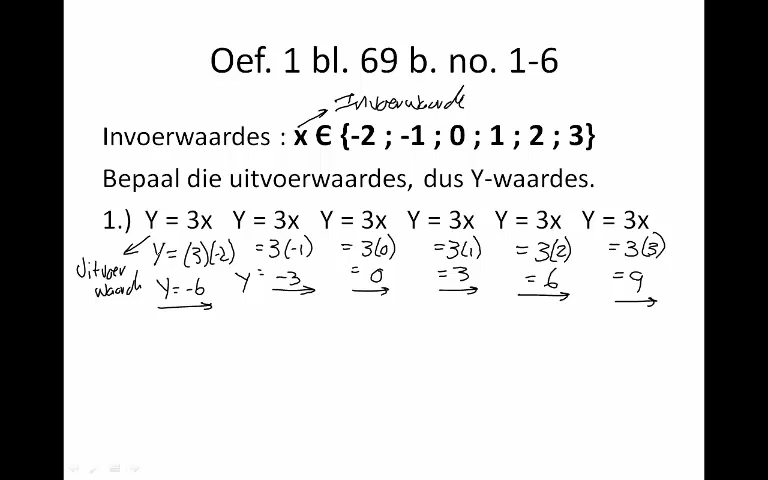 Oef. 1 bl. 69 b. no. 1-6
Invoerwaarde
Invoerwaardes : x Є {-2 ; -1 ; 0 ; 1 ; 2 ; 3}
Bepaal die uitvoerwaardes, dus Y-waardes.
1.) Y = 3x Y = 3x Y = 3x Y = 3x Y = 3x Y = 3x
Y = (3)(-2) = 3(-1) = 3(0) = 3(1) = 3(2) = 3(3)
Uitvoer
waarde
Y = -6 Y = -3 = 0 = 3 = 6 = 9